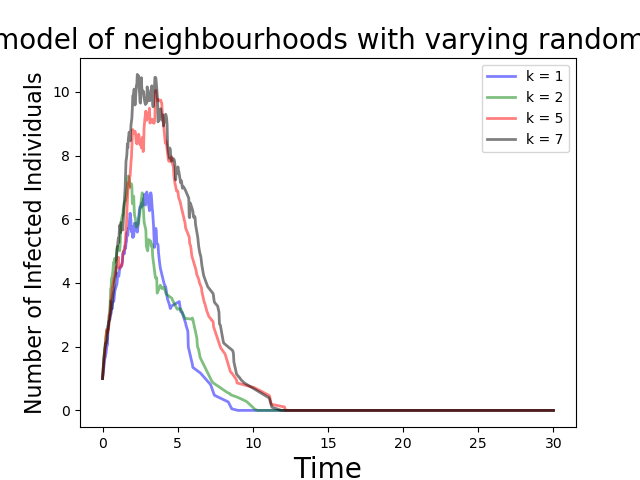 model of neighbourhoods with varying random
Number of Infected Individuals
10
8
6
4
2
0
k = 1
k = 2
k = 5
k = 7
0 5 10 15 20 25 30
Time